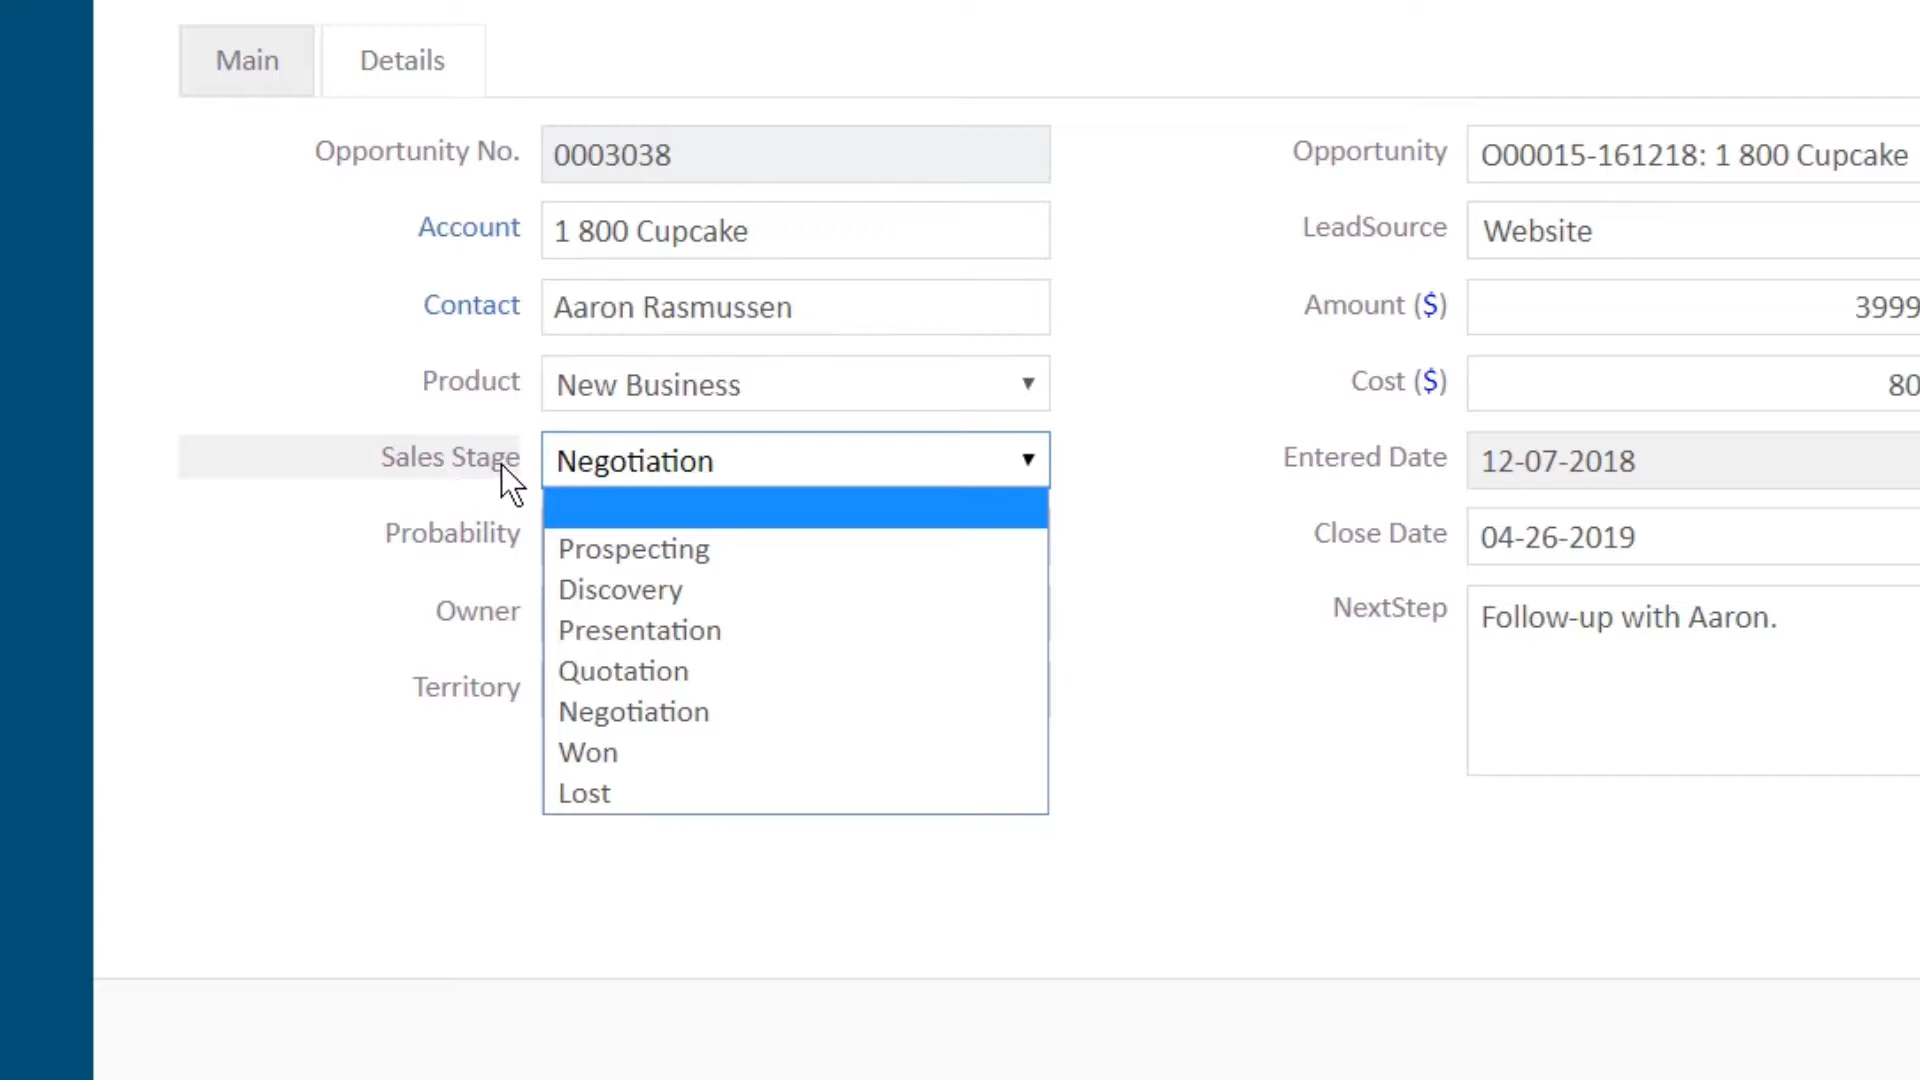 Main
Details
Opportunity No.
0003038
Opportunity
O00015-161218: 1 800 Cupcake
Account
1 800 Cupcake
LeadSource
Website
Contact
Aaron Rasmussen
Amount ($)
3999
Product
New Business
Cost ($)
80
Sales Stage
Negotiation
Entered Date
12-07-2018
Prospecting
Discovery
Presentation
Quotation
Negotiation
Won
Lost
Probability
Owner
Territory
Close Date
04-26-2019
NextStep
Follow-up with Aaron.